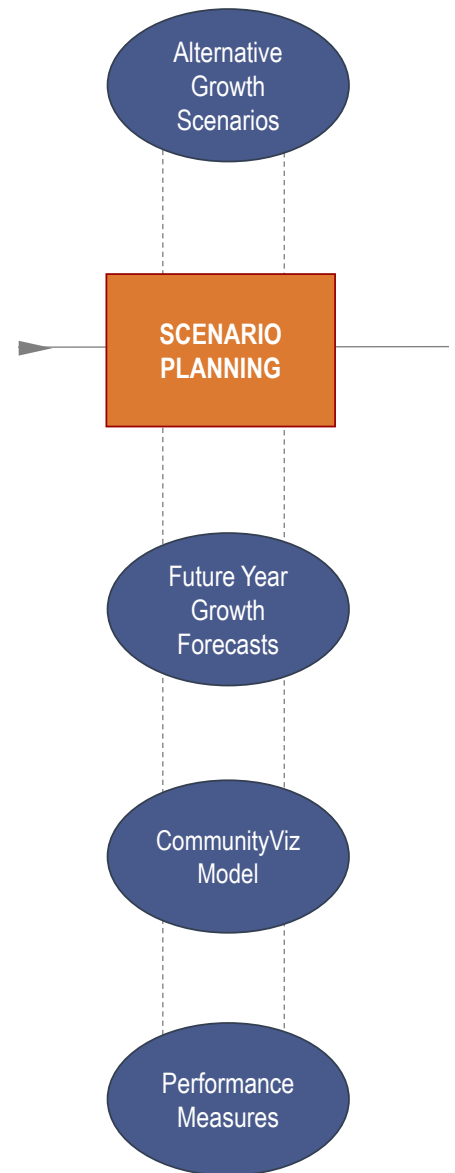 Alternative
Growth
Scenarios
SCENARIO
PLANNING
Future Year
Growth
Forecasts
CommunityViz
Model
Performance
Measures